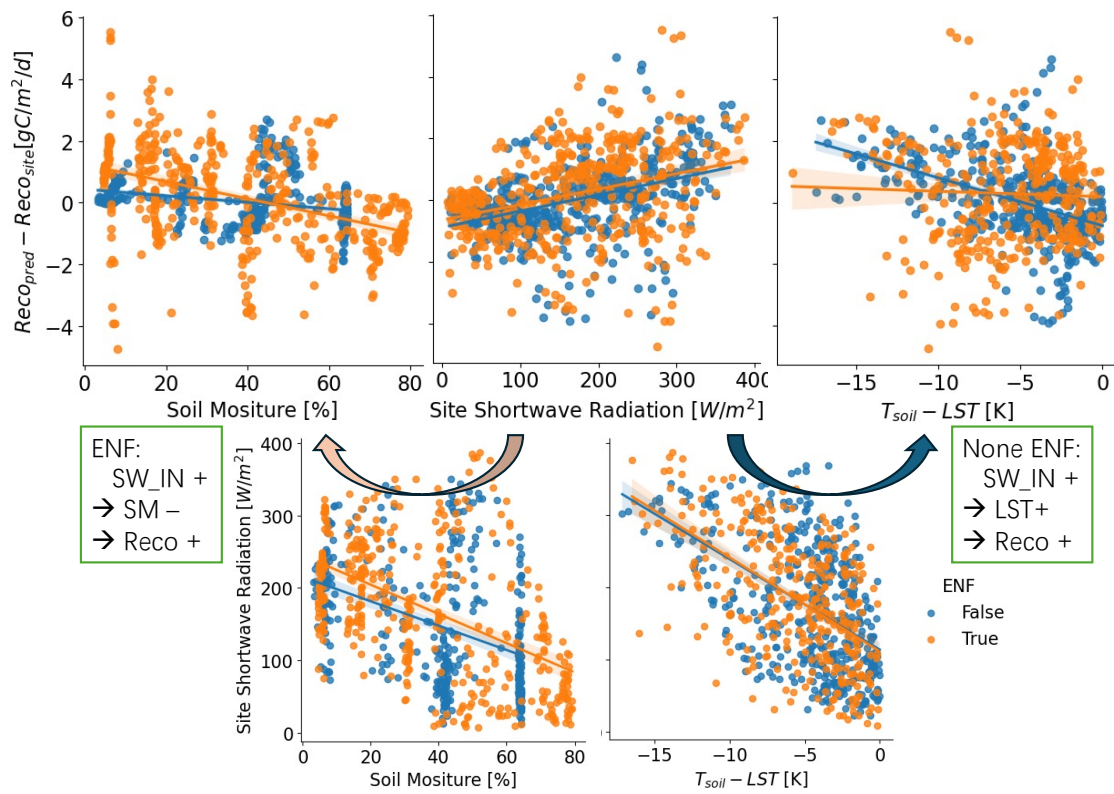 6
4
2
0
−2
−4
Reco_pred − Reco_site[gC/m²/d]
0 20 40 60 80
Soil Mositure [%]
0 100 200 300 400
Site Shortwave Radiation [W/m²]
−15 −10 −5 0
T_soil − LST [K]
ENF:
SW_IN +
→ SM –
→ Reco +
None ENF:
SW_IN +
→ LST+
→ Reco +
400
300
200
100
0
Site Shortwave Radiation [W/m²]
0 20 40 60 80
Soil Mositure [%]
−15 −10 −5 0
T_soil − LST [K]
ENF
False
True